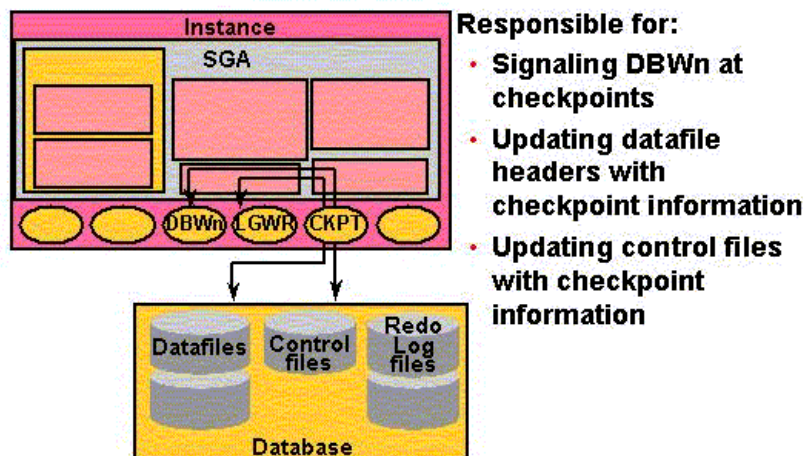 Instance
SGA
DBWn LGWR CKPT
Datafiles
Control
files
Redo
Log
files
Database
Responsible for:
• Signaling DBWn at
checkpoints
• Updating datafile
headers with
checkpoint information
• Updating control files
with checkpoint
information